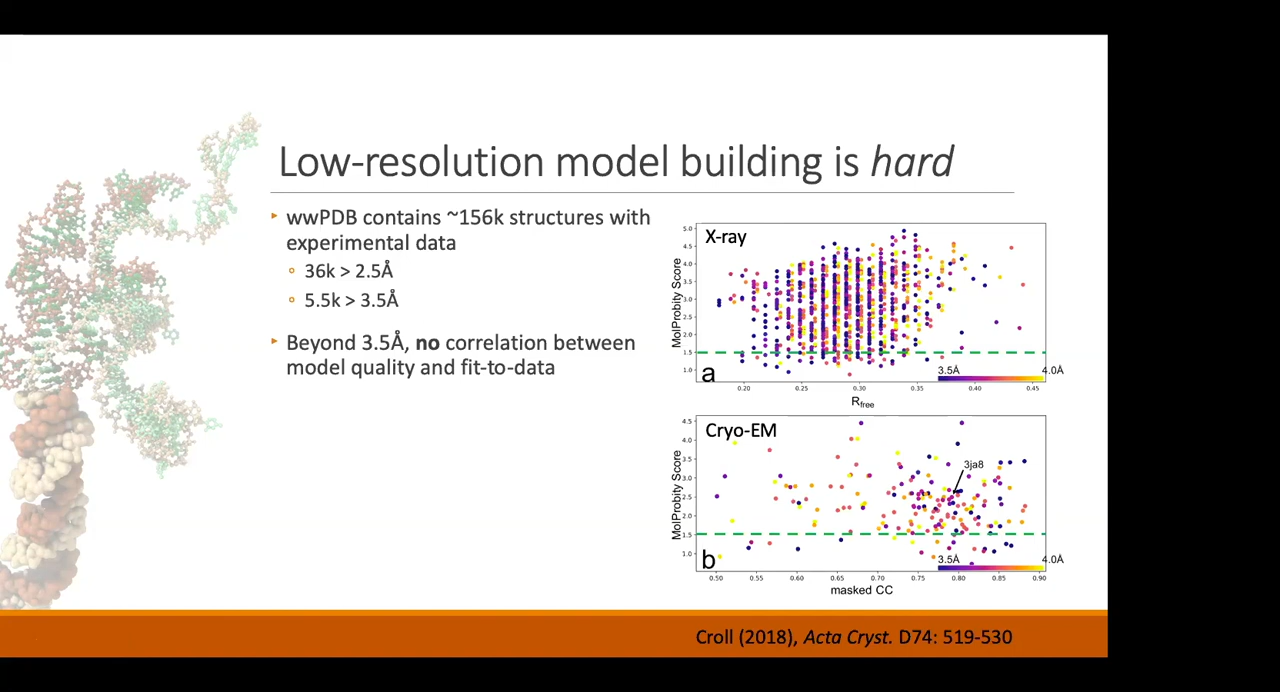 Low-resolution model building is hard
wwPDB contains ~156k structures with
experimental data
36k > 2.5Å
5.5k > 3.5Å
Beyond 3.5Å, no correlation between
model quality and fit-to-data
X-ray
MolProbity Score
5.0
4.5
4.0
3.5
3.0
2.5
2.0
1.5
1.0
a
3.5Å
4.0Å
0.20 0.25 0.30 0.35 0.40 0.45
Rfree
Cryo-EM
MolProbity Score
4.5
4.0
3.5
3.0
2.5
2.0
1.5
1.0
3ja8
b
3.5Å
4.0Å
0.50 0.55 0.60 0.65 0.70 0.75 0.80 0.85 0.90
masked CC
Croll (2018), Acta Cryst. D74: 519-530